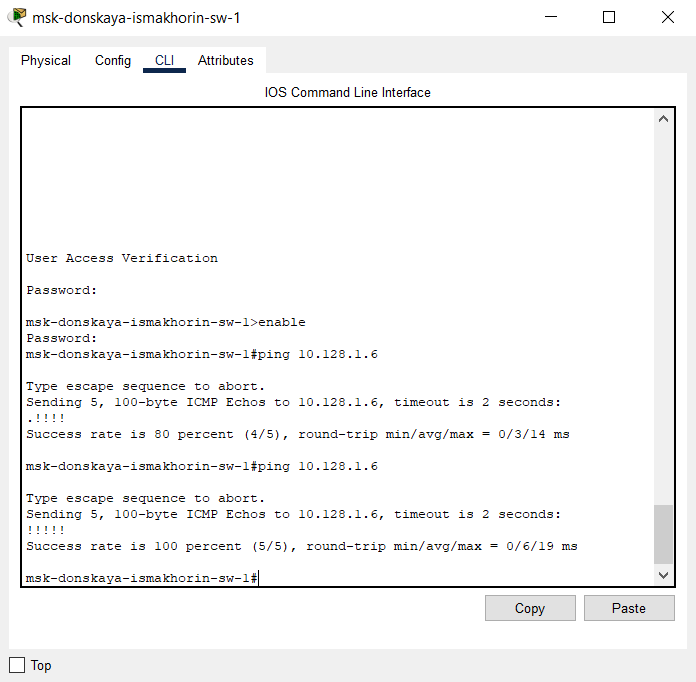 msk-donskaya-ismakhorin-sw-1
Physical Config CLI Attributes
IOS Command Line Interface
User Access Verification
Password:
msk-donskaya-ismakhorin-sw-1>enable
Password:
msk-donskaya-ismakhorin-sw-1#ping 10.128.1.6
Type escape sequence to abort.
Sending 5, 100-byte ICMP Echos to 10.128.1.6, timeout is 2 seconds:
.!!!!
Success rate is 80 percent (4/5), round-trip min/avg/max = 0/3/14 ms
msk-donskaya-ismakhorin-sw-1#ping 10.128.1.6
Type escape sequence to abort.
Sending 5, 100-byte ICMP Echos to 10.128.1.6, timeout is 2 seconds:
!!!!!
Success rate is 100 percent (5/5), round-trip min/avg/max = 0/6/19 ms
msk-donskaya-ismakhorin-sw-1#
Copy Paste
Top